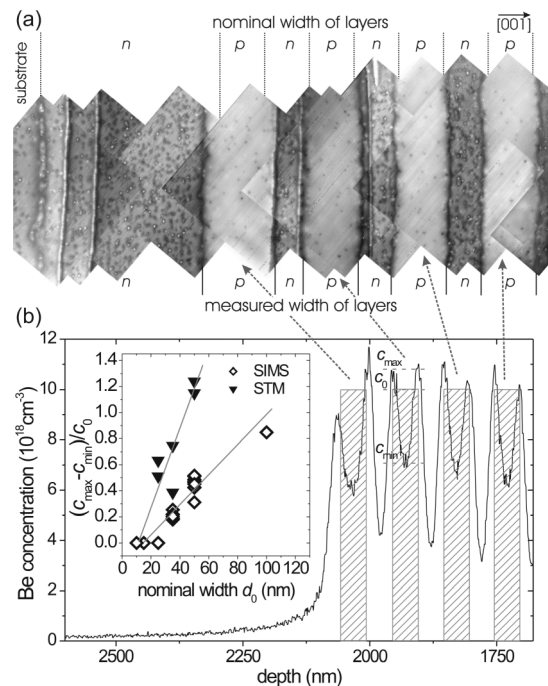 (a)
nominal width of layers
[001]
substrate
n p n p n p n p
n p n p n p n p
measured width of layers
(b)
SIMS
STM
(c_max-c_min)/c_0
1.4
1.2
1.0
0.8
0.6
0.4
0.2
0.0
0 20 40 60 80 100 120
nominal width d_0 (nm)
c_max
c_0
c_min
Be concentration (10^18 cm^-3)
12
10
8
6
4
2
0
2500 2250 2000 1750
depth (nm)